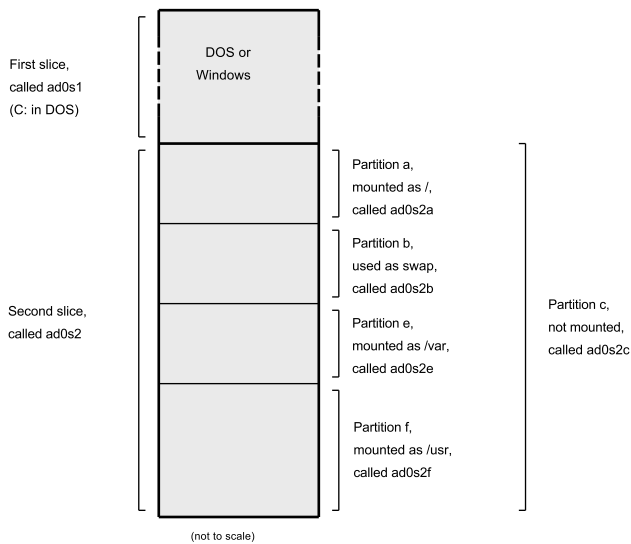 DOS or
Windows
First slice,
called ad0s1
(C: in DOS)
Partition a,
mounted as /,
called ad0s2a
Partition b,
used as swap,
called ad0s2b
Second slice,
called ad0s2
Partition c,
not mounted,
called ad0s2c
Partition e,
mounted as /var,
called ad0s2e
Partition f,
mounted as /usr,
called ad0s2f
(not to scale)